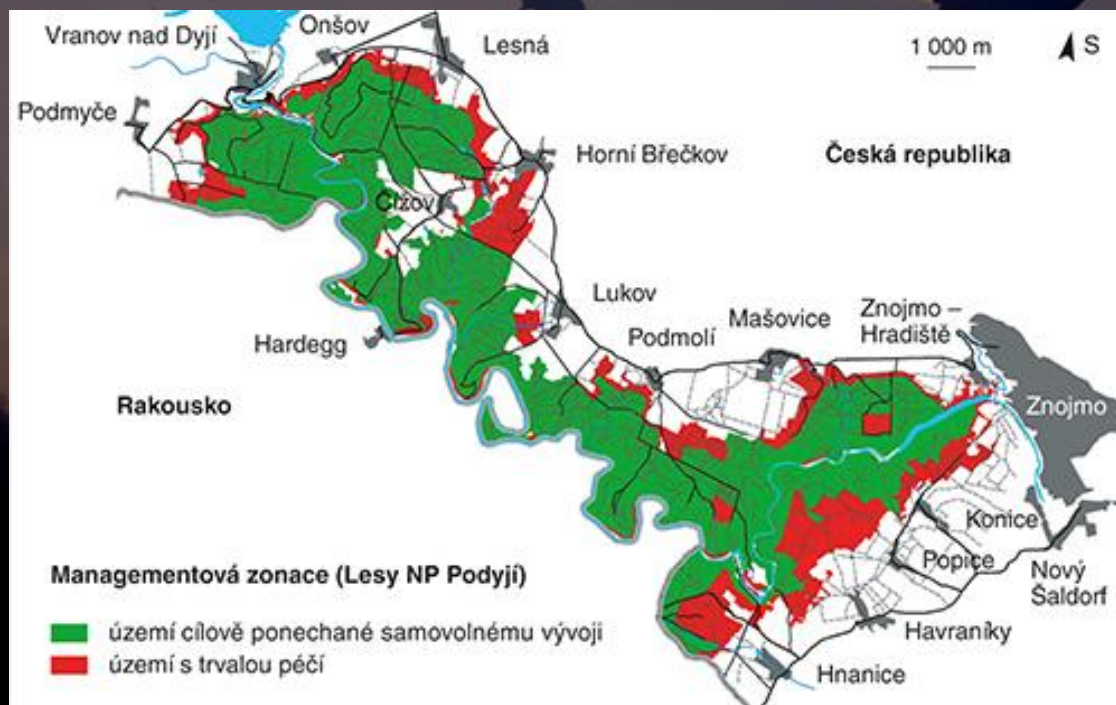 Onšov
Vranov nad Dyjí
Lesná
1 000 m
S
Podmyče
Horní Břečkov
Česká republika
Čížov
Lukov
Mašovice
Znojmo –
Hradiště
Podmolí
Hardegg
Rakousko
Znojmo
Konice
Popice
Nový
Šaldorf
Havraníky
Hnanice
Managementová zonace (Lesy NP Podyjí)
území cílově ponechané samovolnému vývoji
území s trvalou péčí